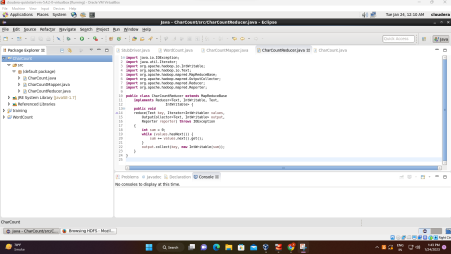 Applications Places System
Tue Jan 24, 12:10 AM cloudera
Java - CharCount/src/CharCountReducer.java - Eclipse
File Edit Source Refactor Navigate Search Project Run Window Help
Java
Package Explorer
WordCount.java
CharCountMapper.java
CharCountReducer.java
CharCount.java
CharCount
src
(default package)
CharCount.java
CharCountMapper.java
CharCountReducer.java
JRE System Library
Referenced Libraries
training
WordCount
import java.io.IOException;
import java.util.Iterator;
import org.apache.hadoop.io.IntWritable;
import org.apache.hadoop.io.Text;
import org.apache.hadoop.mapred.MapReduceBase;
import org.apache.hadoop.mapred.OutputCollector;
import org.apache.hadoop.mapred.Reducer;
import org.apache.hadoop.mapred.Reporter;
public class CharCountReducer extends MapReduceBase
implements Reducer<Text, IntWritable, Text,
IntWritable> {
public void
reduce(Text key, Iterator<IntWritable> values,
OutputCollector<Text, IntWritable> output,
Reporter reporter) throws IOException
{
int sum = 0;
while (values.hasNext()) {
sum += values.next().get();
}
output.collect(key, new IntWritable(sum));
}
}
Problems Javadoc Declaration Console
No consoles to display at this time.
CharCount
Java - CharCount/src/C...
Browsing HDFS - Mozil...
Search